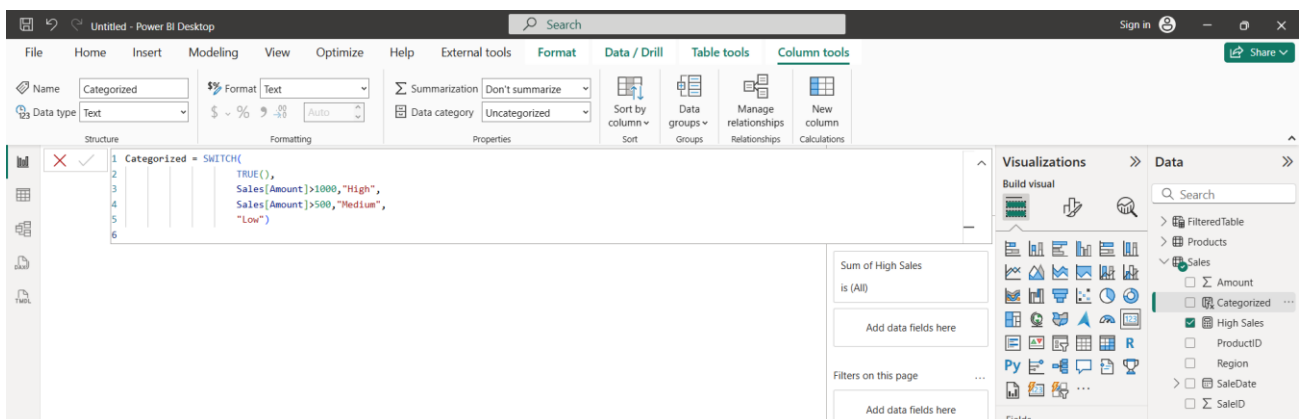 Untitled - Power BI Desktop
Search
Sign in
File Home Insert Modeling View Optimize Help External tools Format Data / Drill Table tools Column tools
Share
Name Categorized
Data type Text
Structure
$% Format Text
$ % 9 .00 Auto
Formatting
Summarization Don't summarize
Data category Uncategorized
Properties
Sort by column
Sort
Data groups
Groups
Manage relationships
Relationships
New column
Calculations
1 Categorized = SWITCH(
2 TRUE(),
3 Sales[Amount]>1000,"High",
4 Sales[Amount]>500,"Medium",
5 "Low")
6
Sum of High Sales
is (All)
Add data fields here
Filters on this page
...
Add data fields here
Visualizations
Build visual
123
R
Py
...
Data
Search
FilteredTable
Products
Sales
Amount
Categorized ...
High Sales
ProductID
Region
SaleDate
SaleID
DAX
TMDL